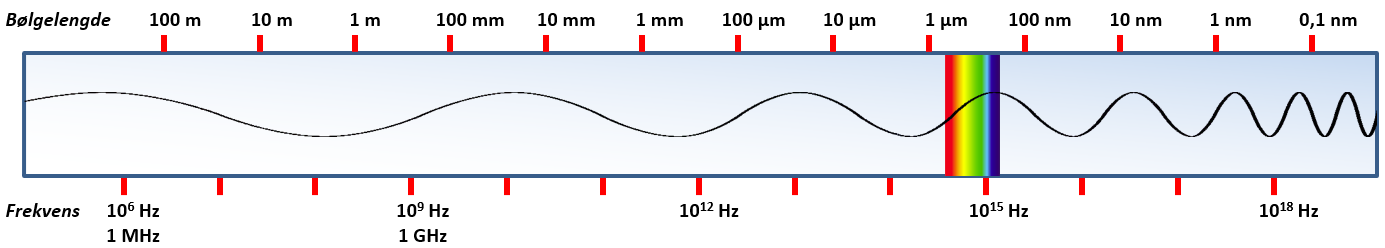 Bølgelengde 100 m 10 m 1 m 100 mm 10 mm 1 mm 100 µm 10 µm 1 µm 100 nm 10 nm 1 nm 0,1 nm
Frekvens 10⁶ Hz 10⁹ Hz 10¹² Hz 10¹⁵ Hz 10¹⁸ Hz
1 MHz 1 GHz